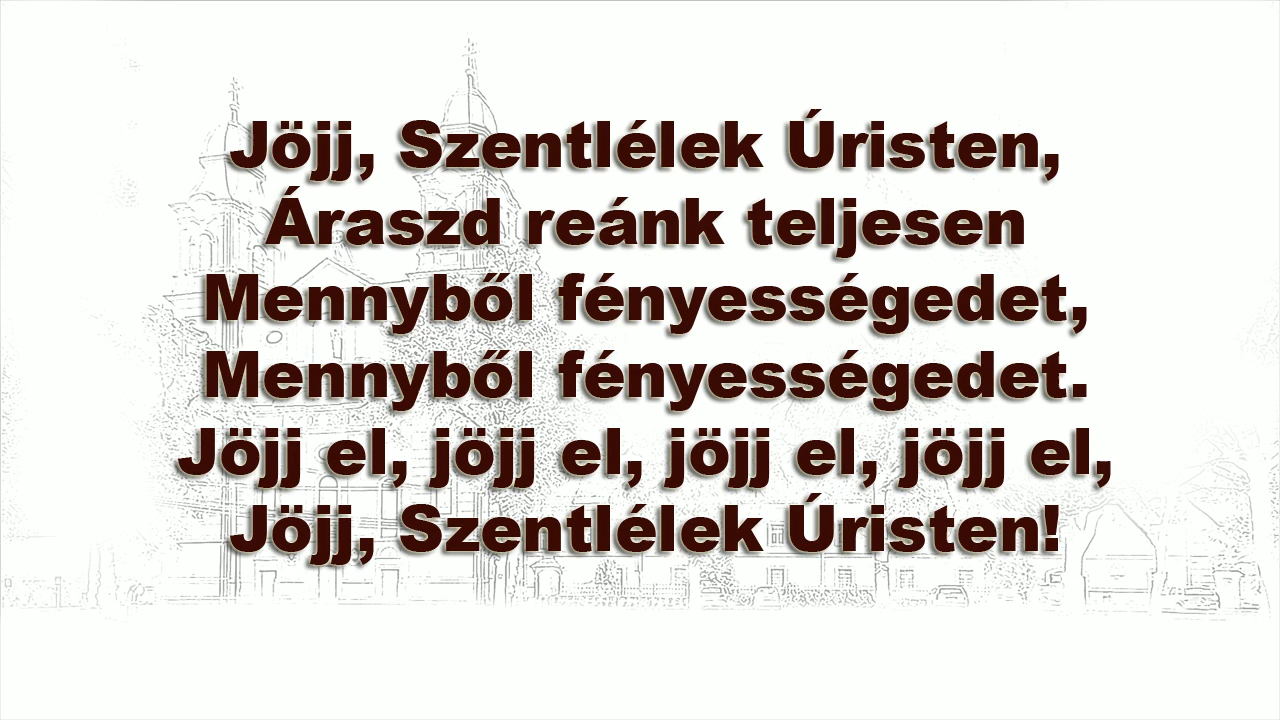 Jöjj, Szentlélek Úristen,
Áraszd reánk teljesen
Mennyből fényességedet,
Mennyből fényességedet.
Jöjj el, jöjj el, jöjj el, jöjj el,
Jöjj, Szentlélek Úristen!